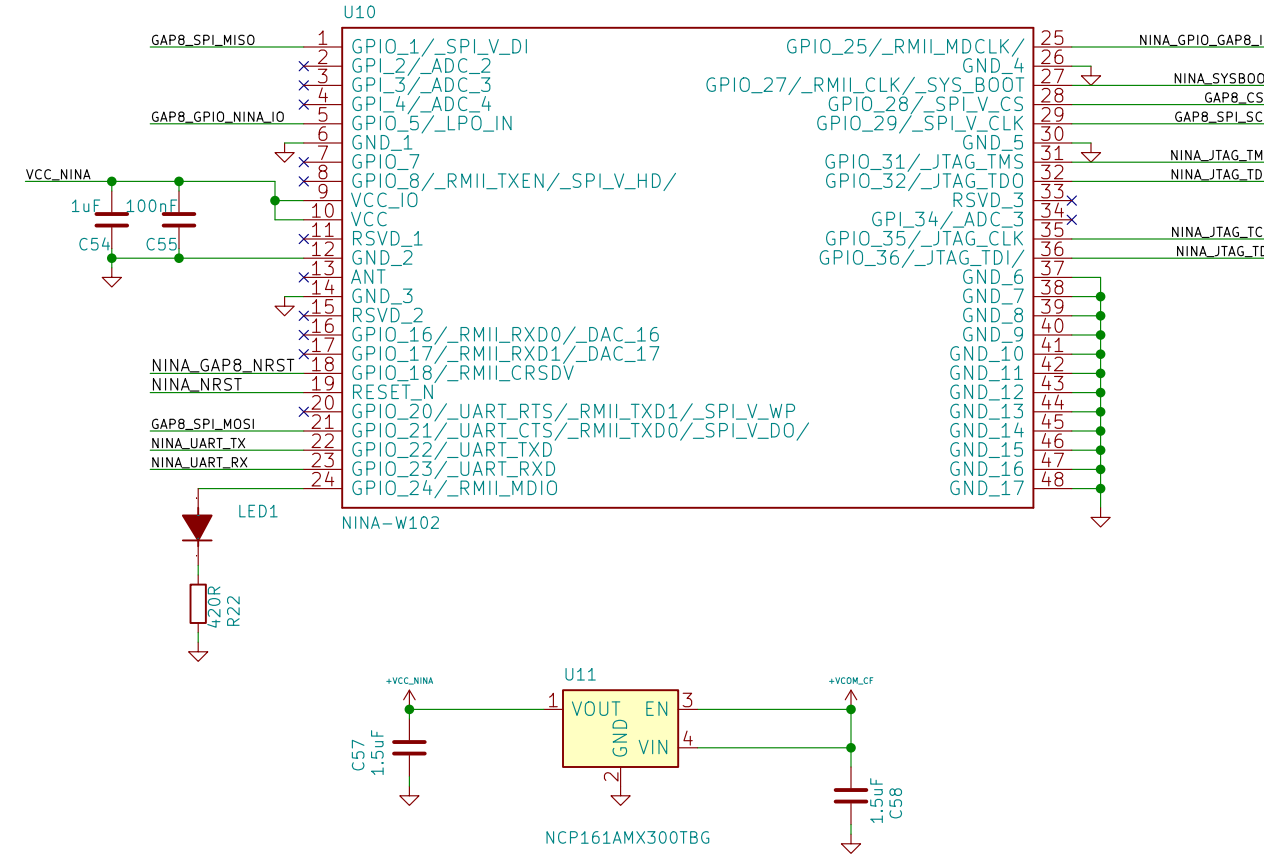 U10
GAP8_SPI_MISO 1 GPIO_1/_SPI_V_DI GPIO_25/_RMII_MDCLK/ 25 NINA_GPIO_GAP8_I
2 GPI_2/_ADC_2 GND_4 26
3 GPI_3/_ADC_3 GPIO_27/_RMII_CLK/_SYS_BOOT 27 NINA_SYSBOO
4 GPI_4/_ADC_4 GPIO_28/_SPI_V_CS 28 GAP8_CS
GAP8_GPIO_NINA_IO 5 GPIO_5/_LPO_IN GPIO_29/_SPI_V_CLK 29 GAP8_SPI_SC
6 GND_1 GND_5 30
7 GPIO_7 GPIO_31/_JTAG_TMS 31 NINA_JTAG_TM
VCC_NINA 8 GPIO_8/_RMII_TXEN/_SPI_V_HD/ GPIO_32/_JTAG_TDO 32 NINA_JTAG_TD
1uF 100nF 9 VCC_IO RSVD_3 33
10 VCC GPI_34/_ADC_3 34
C54 C55 11 RSVD_1 GPIO_35/_JTAG_CLK 35 NINA_JTAG_TC
12 GND_2 GPIO_36/_JTAG_TDI/ 36 NINA_JTAG_TD
13 ANT GND_6 37
14 GND_3 GND_7 38
15 RSVD_2 GND_8 39
16 GPIO_16/_RMII_RXD0/_DAC_16 GND_9 40
17 GPIO_17/_RMII_RXD1/_DAC_17 GND_10 41
NINA_GAP8_NRST 18 GPIO_18/_RMII_CRSDV GND_11 42
NINA_NRST 19 RESET_N GND_12 43
20 GPIO_20/_UART_RTS/_RMII_TXD1/_SPI_V_WP GND_13 44
GAP8_SPI_MOSI 21 GPIO_21/_UART_CTS/_RMII_TXD0/_SPI_V_DO/ GND_14 45
NINA_UART_TX 22 GPIO_22/_UART_TXD GND_15 46
NINA_UART_RX 23 GPIO_23/_UART_RXD GND_16 47
24 GPIO_24/_RMII_MDIO GND_17 48
LED1 NINA-W102
420R
R22
U11
+VCC_NINA +VCOM_CF
1 VOUT EN 3
GND
VIN 4
2
C57
1.5uF
1.5uF
C58
NCP161AMX300TBG